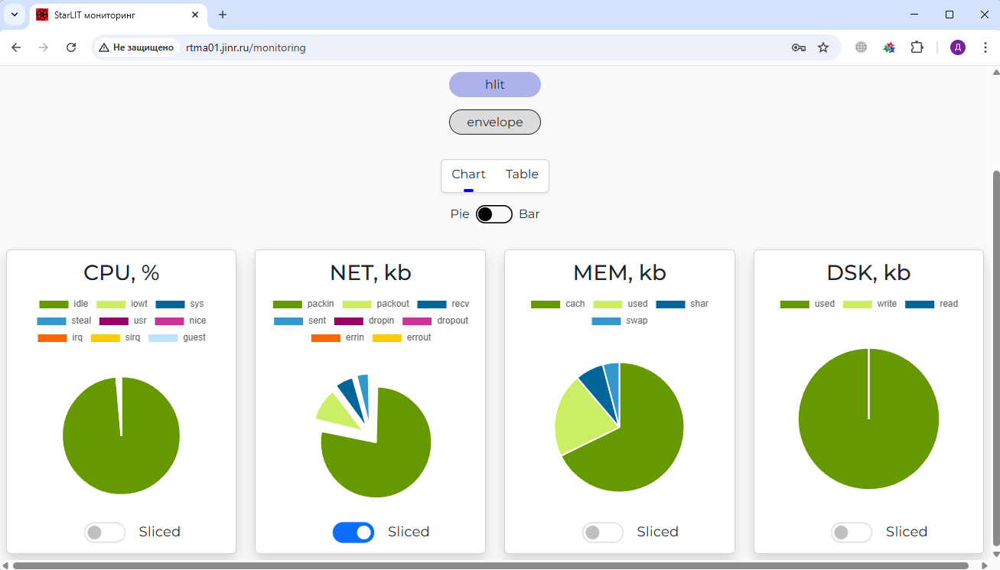 StarLIT мониторинг
Не защищено rtma01.jinr.ru/monitoring Д
hlit
envelope
Chart Table
Pie Bar
CPU, %
idle iowt sys
steal usr nice
irq sirq guest
Sliced
NET, kb
packin packout recv
sent dropin dropout
errin errout
Sliced
MEM, kb
cach used shar
swap
Sliced
DSK, kb
used write read
Sliced